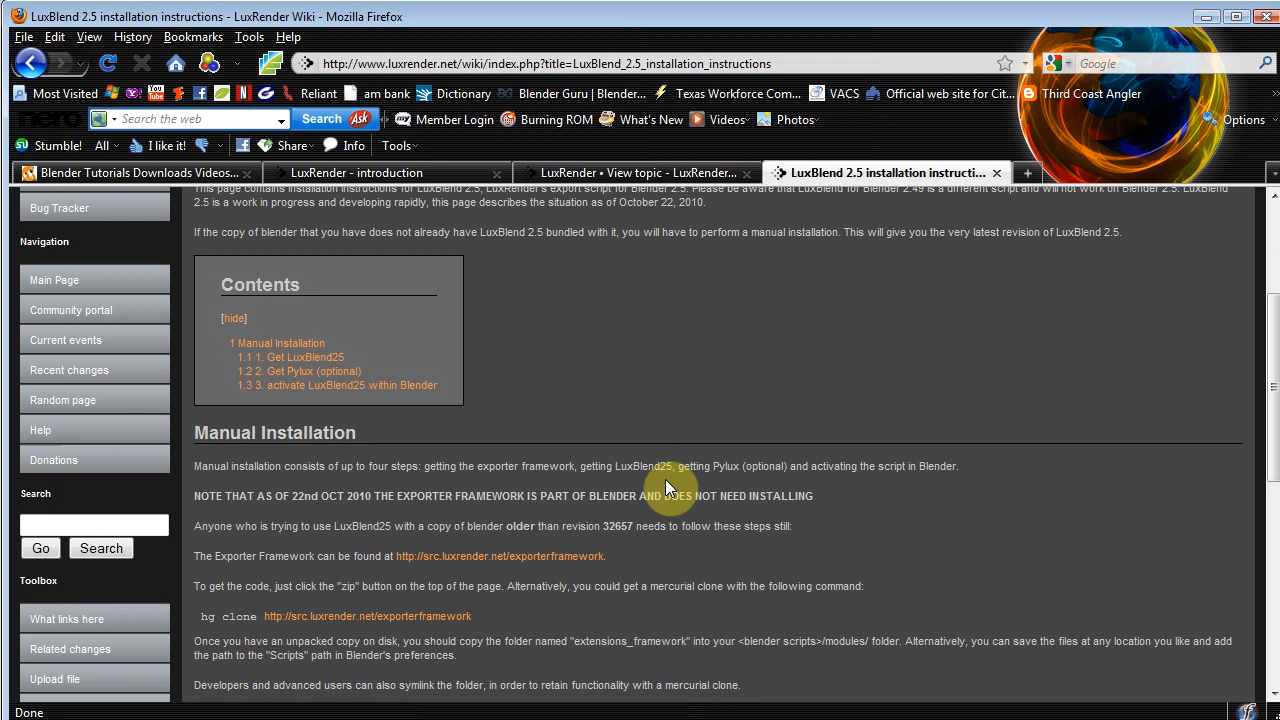 LuxBlend 2.5 installation instructions - LuxRender Wiki - Mozilla Firefox
File Edit View History Bookmarks Tools Help
http://www.luxrender.net/wiki/index.php?title=LuxBlend_2.5_installation_instructions
Google
Most Visited Reliant am bank Dictionary Blender Guru | Blender... Texas Workforce Com... VACS Official web site for Cit... Third Coast Angler
nero Search the web Search Ask Member Login Burning ROM What's New Videos Photos Options
Stumble! All I like it! Share Info Tools
Blender Tutorials Downloads Videos... LuxRender - introduction LuxRender • View topic - LuxRender... LuxBlend 2.5 installation instructi...
This page contains installation instructions for LuxBlend 2.5, LuxRender's export script for Blender 2.5. Please be aware that LuxBlend for Blender 2.49 is a different script and will not work on Blender 2.5. LuxBlend
2.5 is a work in progress and developing rapidly, this page describes the situation as of October 22, 2010.
If the copy of blender that you have does not already have LuxBlend 2.5 bundled with it, you will have to perform a manual installation. This will give you the very latest revision of LuxBlend 2.5.
Contents
[hide]
1 Manual Installation
1.1 1. Get LuxBlend25
1.2 2. Get Pylux (optional)
1.3 3. activate LuxBlend25 within Blender
Manual Installation
Manual installation consists of up to four steps: getting the exporter framework, getting LuxBlend25, getting Pylux (optional) and activating the script in Blender.
NOTE THAT AS OF 22nd OCT 2010 THE EXPORTER FRAMEWORK IS PART OF BLENDER AND DOES NOT NEED INSTALLING
Anyone who is trying to use LuxBlend25 with a copy of blender older than revision 32657 needs to follow these steps still:
The Exporter Framework can be found at http://src.luxrender.net/exporterframework.
To get the code, just click the "zip" button on the top of the page. Alternatively, you could get a mercurial clone with the following command:
hg clone http://src.luxrender.net/exporterframework
Once you have an unpacked copy on disk, you should copy the folder named "extensions_framework" into your <blender scripts>/modules/ folder. Alternatively, you can save the files at any location you like and add
the path to the "Scripts" path in Blender's preferences.
Developers and advanced users can also symlink the folder, in order to retain functionality with a mercurial clone.
Bug Tracker
Navigation
Main Page
Community portal
Current events
Recent changes
Random page
Help
Donations
Search
Go Search
Toolbox
What links here
Related changes
Upload file
Done